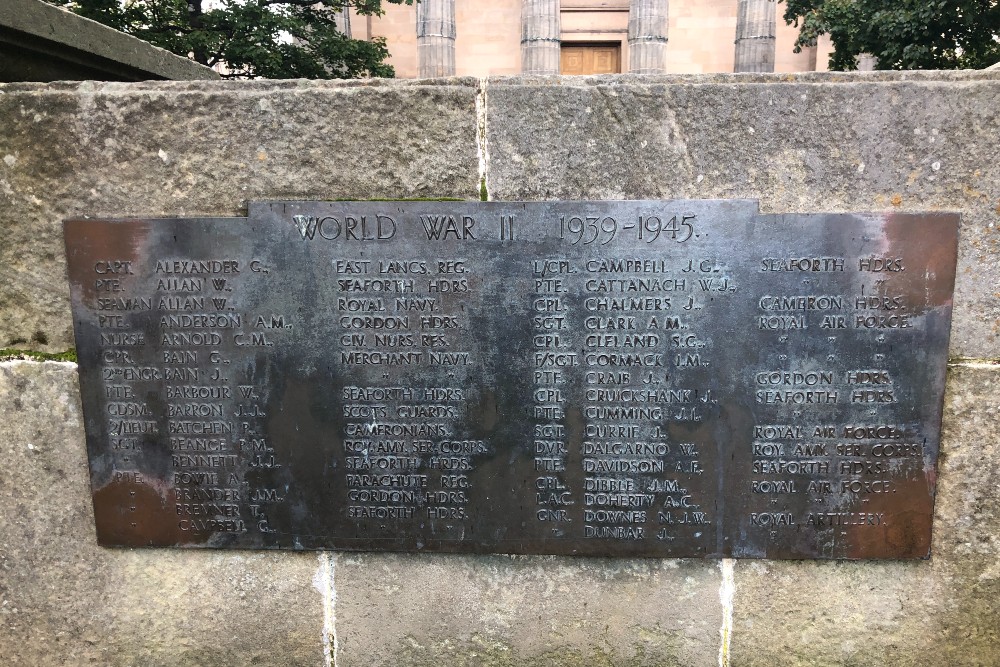 WORLD WAR II 1939-1945.
CAPT. ALEXANDER G., EAST LANCS. REG.
PTE. ALLAN W., SEAFORTH HDRS.
SEAMAN ALLAN W., ROYAL NAVY.
PTE. ANDERSON A.M., GORDON HDRS.
NURSE ARNOLD C.M., CIV. NURS. RES.
CPR. BAIN G., MERCHANT NAVY.
2ND ENGR. BAIN J., " "
PTE. BARBOUR W., SEAFORTH HDRS.
GDSM. BARRON J.J., SCOTS GUARDS.
2/LIEUT. BATCHEN R., CAMERONIANS.
SGT. BEANGE P.M., ROY. AMY. SER. CORPS.
" BENNETT J.J., SEAFORTH HRDS.
PTE. BOWIE A., PARACHUTE REG.
" BRANDER J.M., GORDON HDRS.
" BREMNER T., SEAFORTH HDRS.
" CAMPBELL G., " "
L/CPL. CAMPBELL J.G., SEAFORTH HDRS.
PTE. CATTANACH W.J., " "
CPL. CHALMERS J., CAMERON HDRS.
SGT. CLARK A.M., ROYAL AIR FORCE.
CPL. CLELAND S.G., " " "
F/SGT. CORMACK J.M., " " "
PTE. CRAIB J., GORDON HDRS.
CPL. CRUICKSHANK J., SEAFORTH HDRS.
PTE. CUMMING J.I., " "
SGT. CURRIE J., ROYAL AIR FORCE.
DVR. DALGARNO W., ROY. AMY. SER. CORPS.
PTE. DAVIDSON A.F., SEAFORTH HDRS.
CPL. DIBBLE J.M., ROYAL AIR FORCE.
L.A.C. DOHERTY A.C., " " "
GNR. DOWNES N.J.W., ROYAL ARTILLERY.
" DUNBAR J., " "